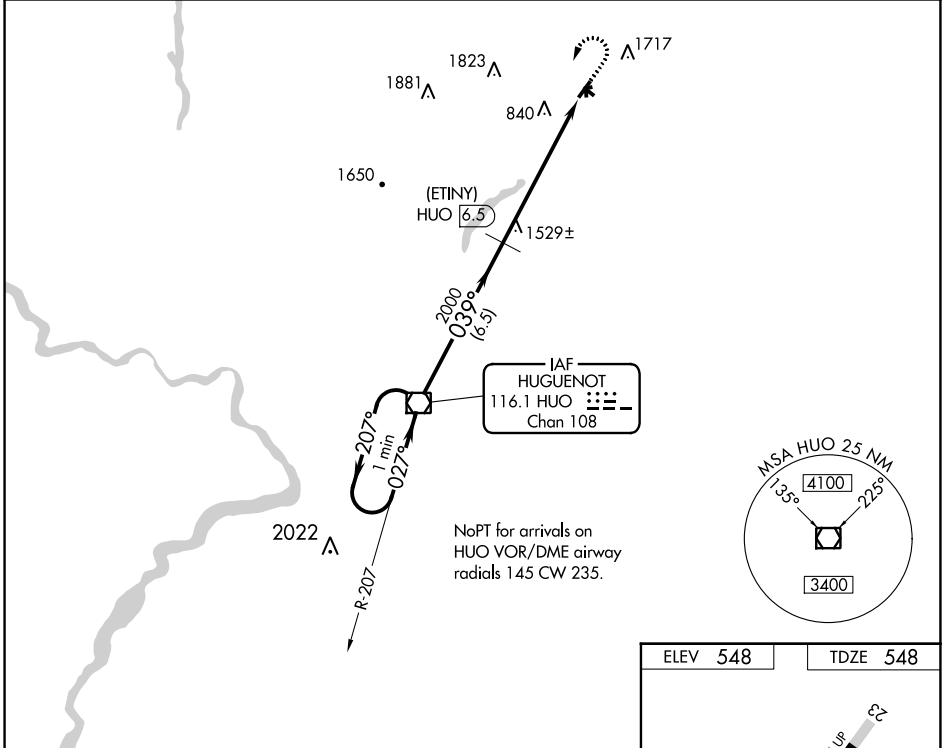 1717
1823
1881
840
1650
(ETINY)
HUO 6.5
1529±
2000
039°
(6.5)
IAF
HUGUENOT
116.1 HUO
Chan 108
207°
1 min
027°
MSA HUO 25 NM
135°
4100
225°
3400
2022
NoPT for arrivals on
HUO VOR/DME airway
radials 145 CW 235.
R-207
ELEV 548
TDZE 548
23
UP